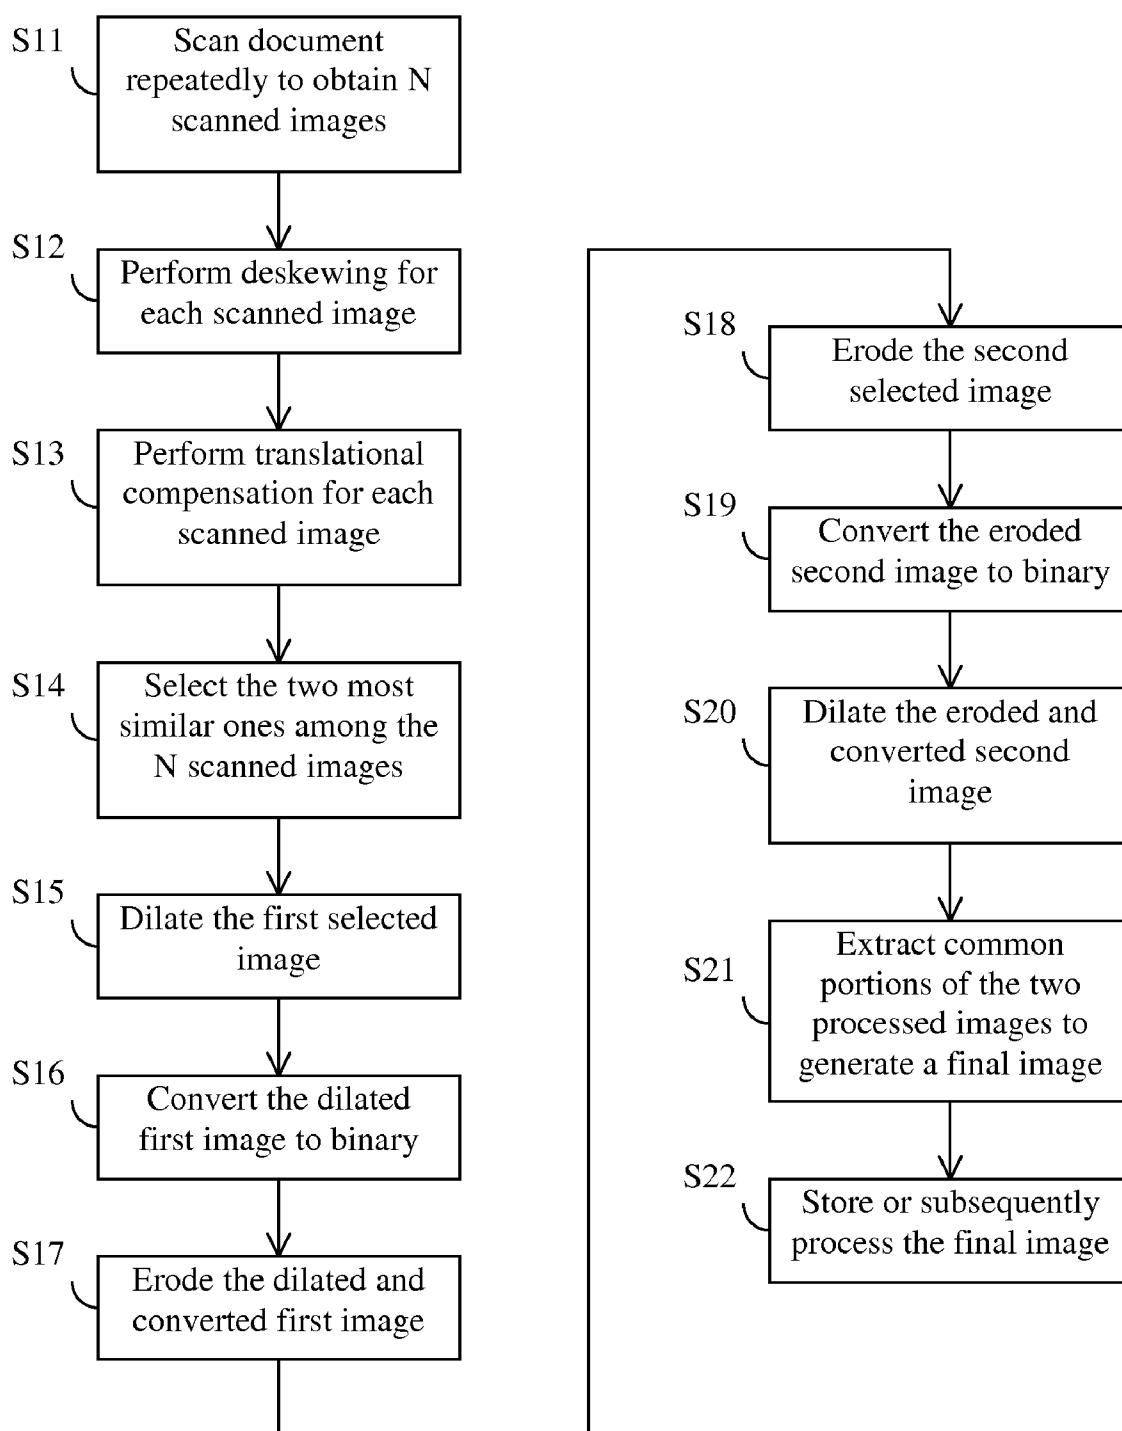 S11
Scan document
repeatedly to obtain N
scanned images
S12
Perform deskewing for
each scanned image
S13
Perform translational
compensation for each
scanned image
S14
Select the two most
similar ones among the
N scanned images
S15
Dilate the first selected
image
S16
Convert the dilated
first image to binary
S17
Erode the dilated and
converted first image
S18
Erode the second
selected image
S19
Convert the eroded
second image to binary
S20
Dilate the eroded and
converted second
image
S21
Extract common
portions of the two
processed images to
generate a final image
S22
Store or subsequently
process the final image